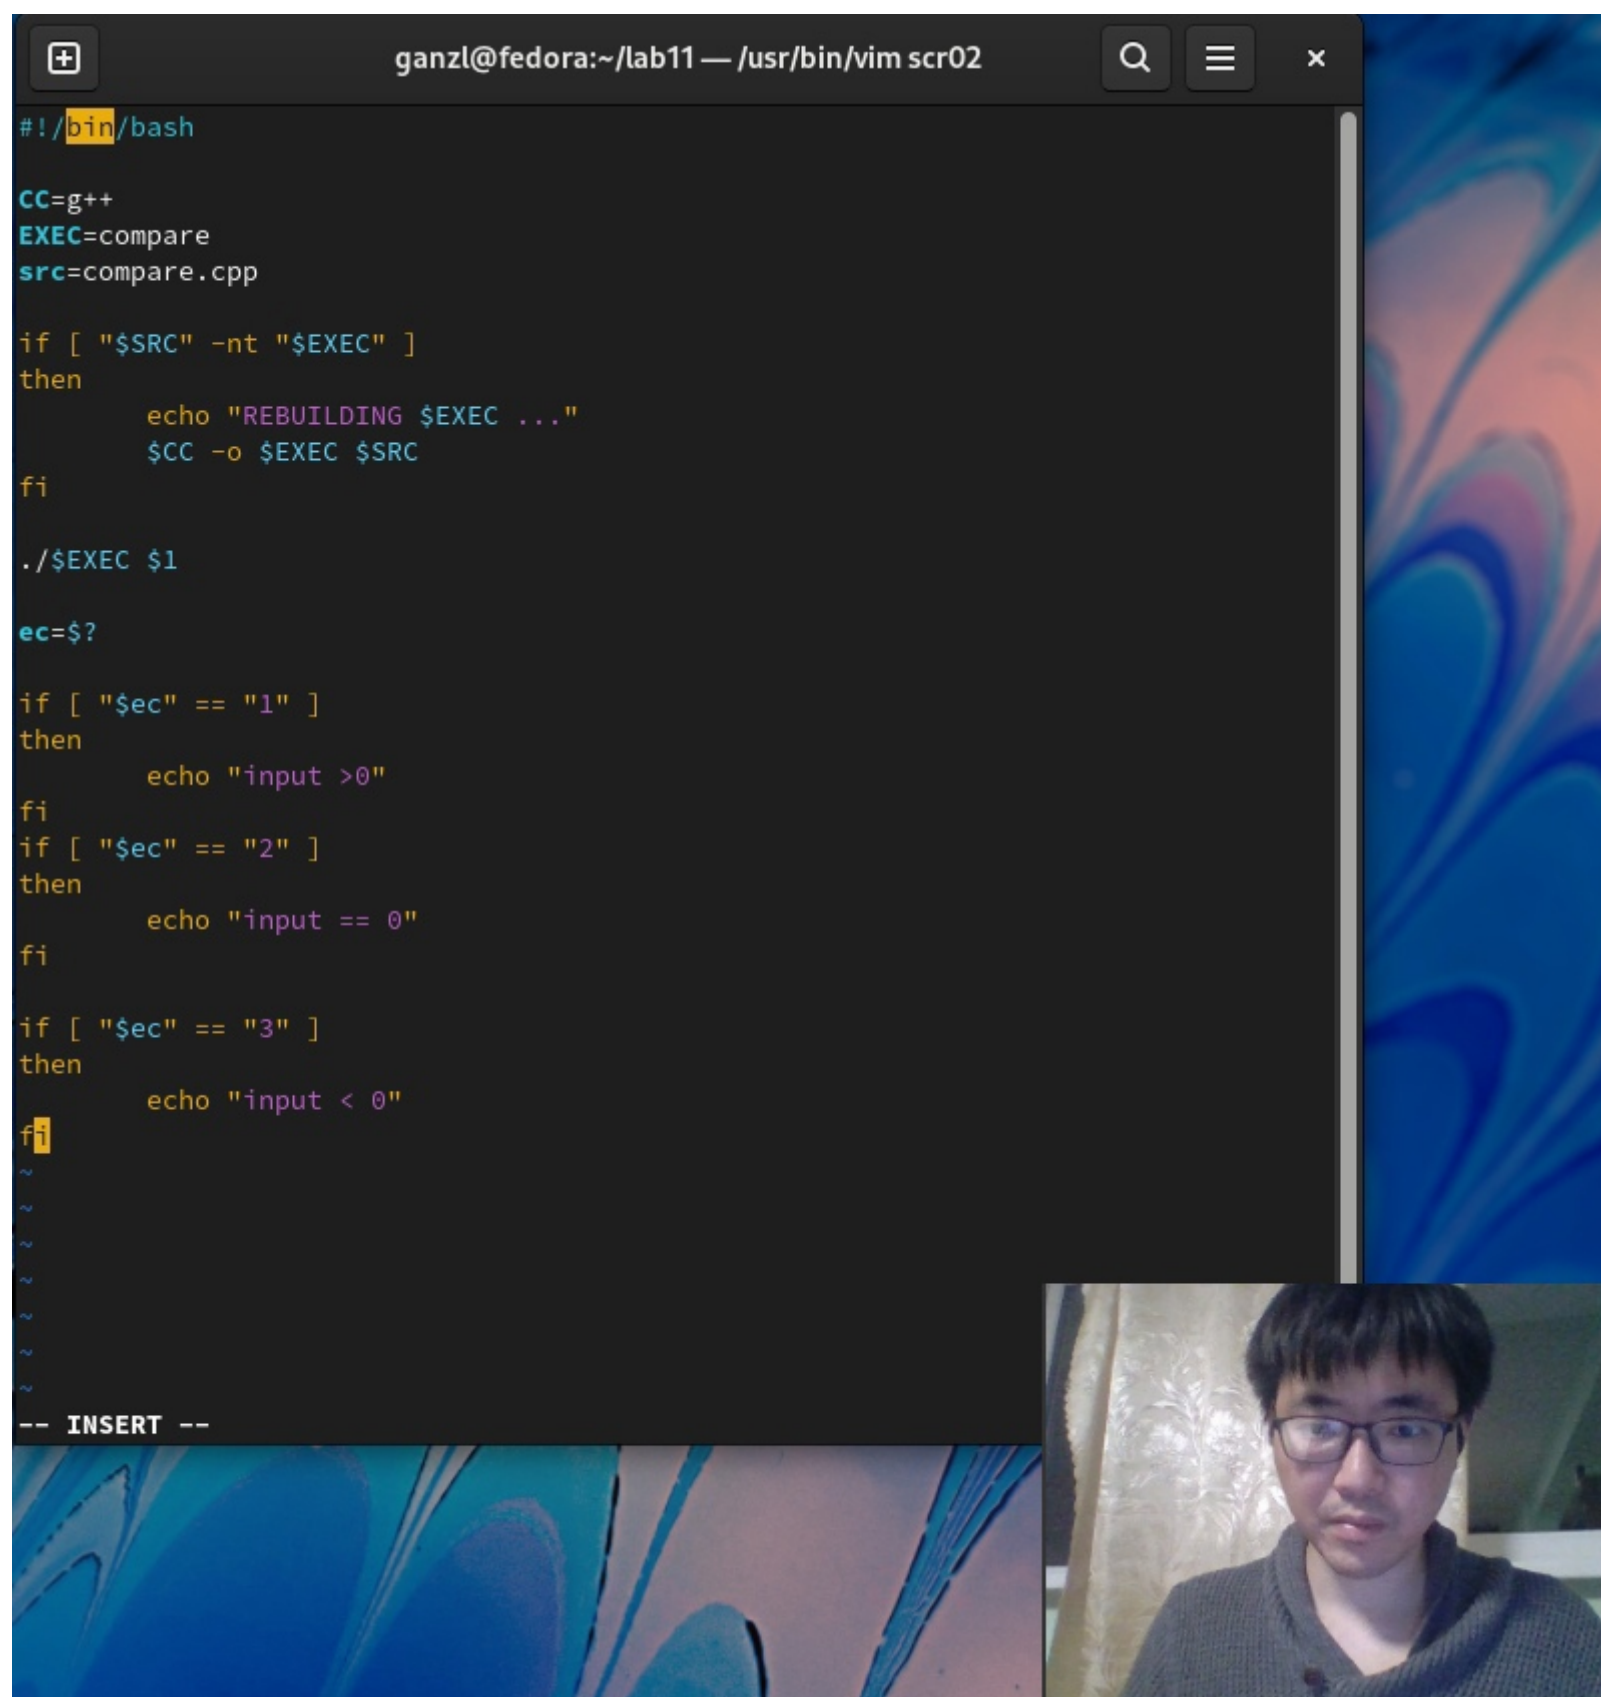 ganzl@fedora:~/lab11 — /usr/bin/vim scr02
#!/bin/bash
CC=g++
EXEC=compare
src=compare.cpp
if [ "$SRC" -nt "$EXEC" ]
then
echo "REBUILDING $EXEC ..."
$CC -o $EXEC $SRC
fi
./$EXEC $1
ec=$?
if [ "$ec" == "1" ]
then
echo "input >0"
fi
if [ "$ec" == "2" ]
then
echo "input == 0"
fi
if [ "$ec" == "3" ]
then
echo "input < 0"
fi
~
~
~
~
~
~
~
-- INSERT --